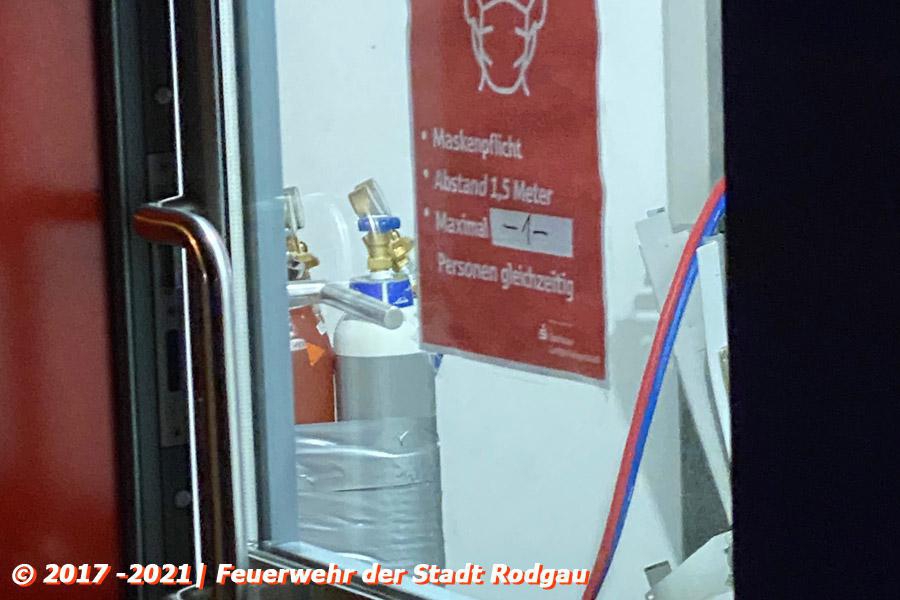 • Maskenpflicht
• Abstand 1,5 Meter
• Maximal -1-
Personen gleichzeitig
© 2017 -2021| Feuerwehr der Stadt Rodgau